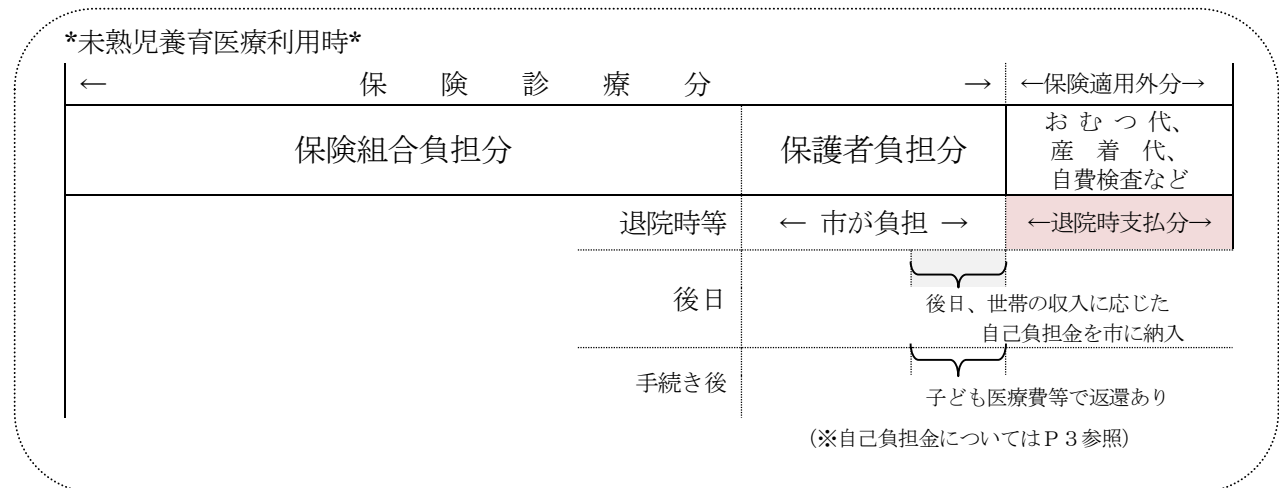 *未熟児養育医療利用時*
← 保険診療分 → ←保険適用外分→
保険組合負担分 保護者負担分 おむつ代、
産着代、
自費検査など
退院時等 ← 市が負担 → ←退院時支払分→
後日 後日、世帯の収入に応じた
自己負担金を市に納入
手続き後 子ども医療費等で返還あり
(※自己負担金についてはP3参照)